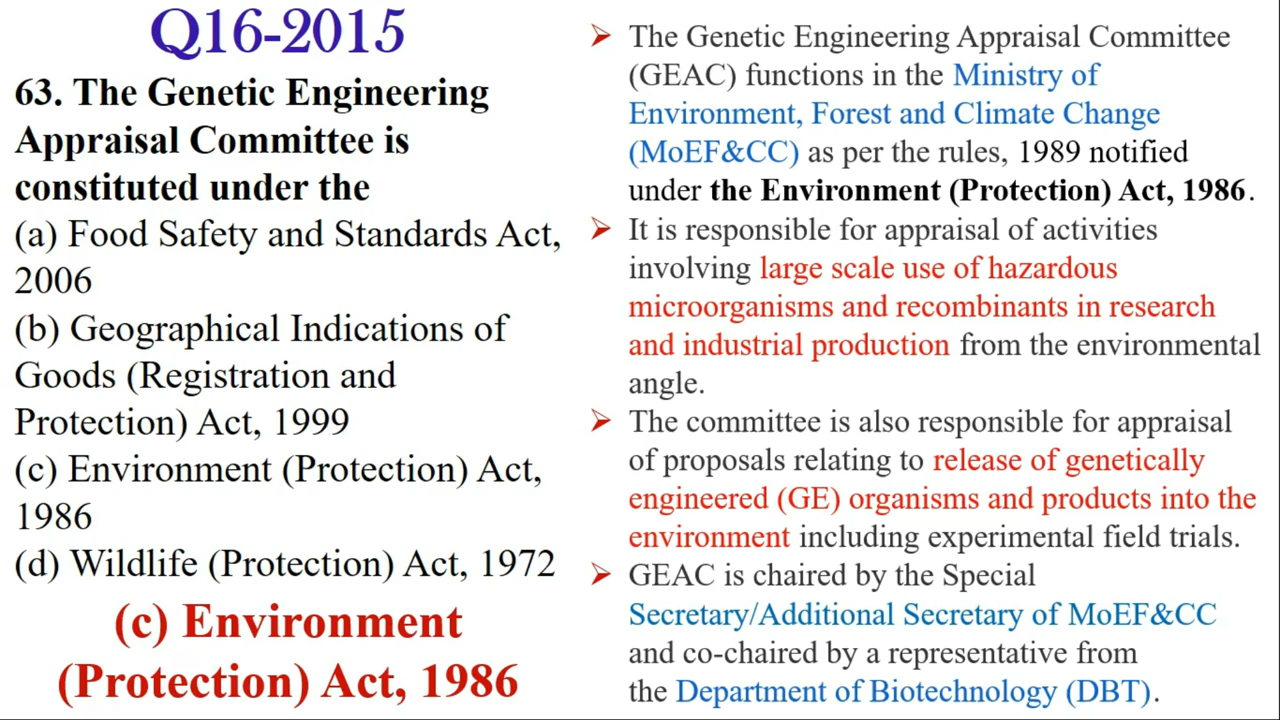 Q16-2015
63. The Genetic Engineering
Appraisal Committee is
constituted under the
(a) Food Safety and Standards Act,
2006
(b) Geographical Indications of
Goods (Registration and
Protection) Act, 1999
(c) Environment (Protection) Act,
1986
(d) Wildlife (Protection) Act, 1972
(c) Environment
(Protection) Act, 1986
➢ The Genetic Engineering Appraisal Committee
(GEAC) functions in the Ministry of
Environment, Forest and Climate Change
(MoEF&CC) as per the rules, 1989 notified
under the Environment (Protection) Act, 1986.
➢ It is responsible for appraisal of activities
involving large scale use of hazardous
microorganisms and recombinants in research
and industrial production from the environmental
angle.
➢ The committee is also responsible for appraisal
of proposals relating to release of genetically
engineered (GE) organisms and products into the
environment including experimental field trials.
➢ GEAC is chaired by the Special
Secretary/Additional Secretary of MoEF&CC
and co-chaired by a representative from
the Department of Biotechnology (DBT).